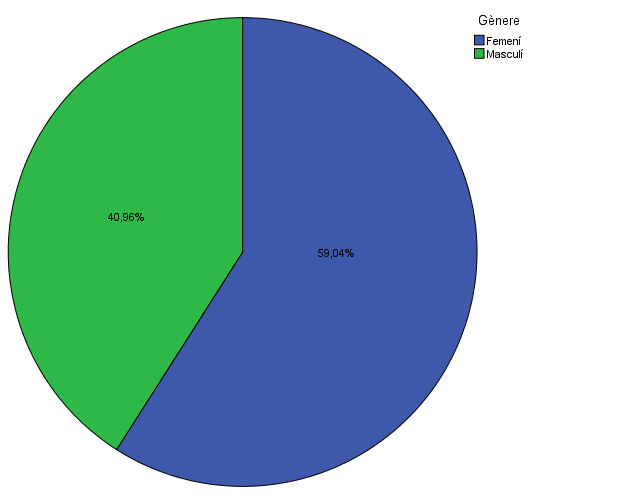 Gènere
Femení
Masculí
40,96%
59,04%